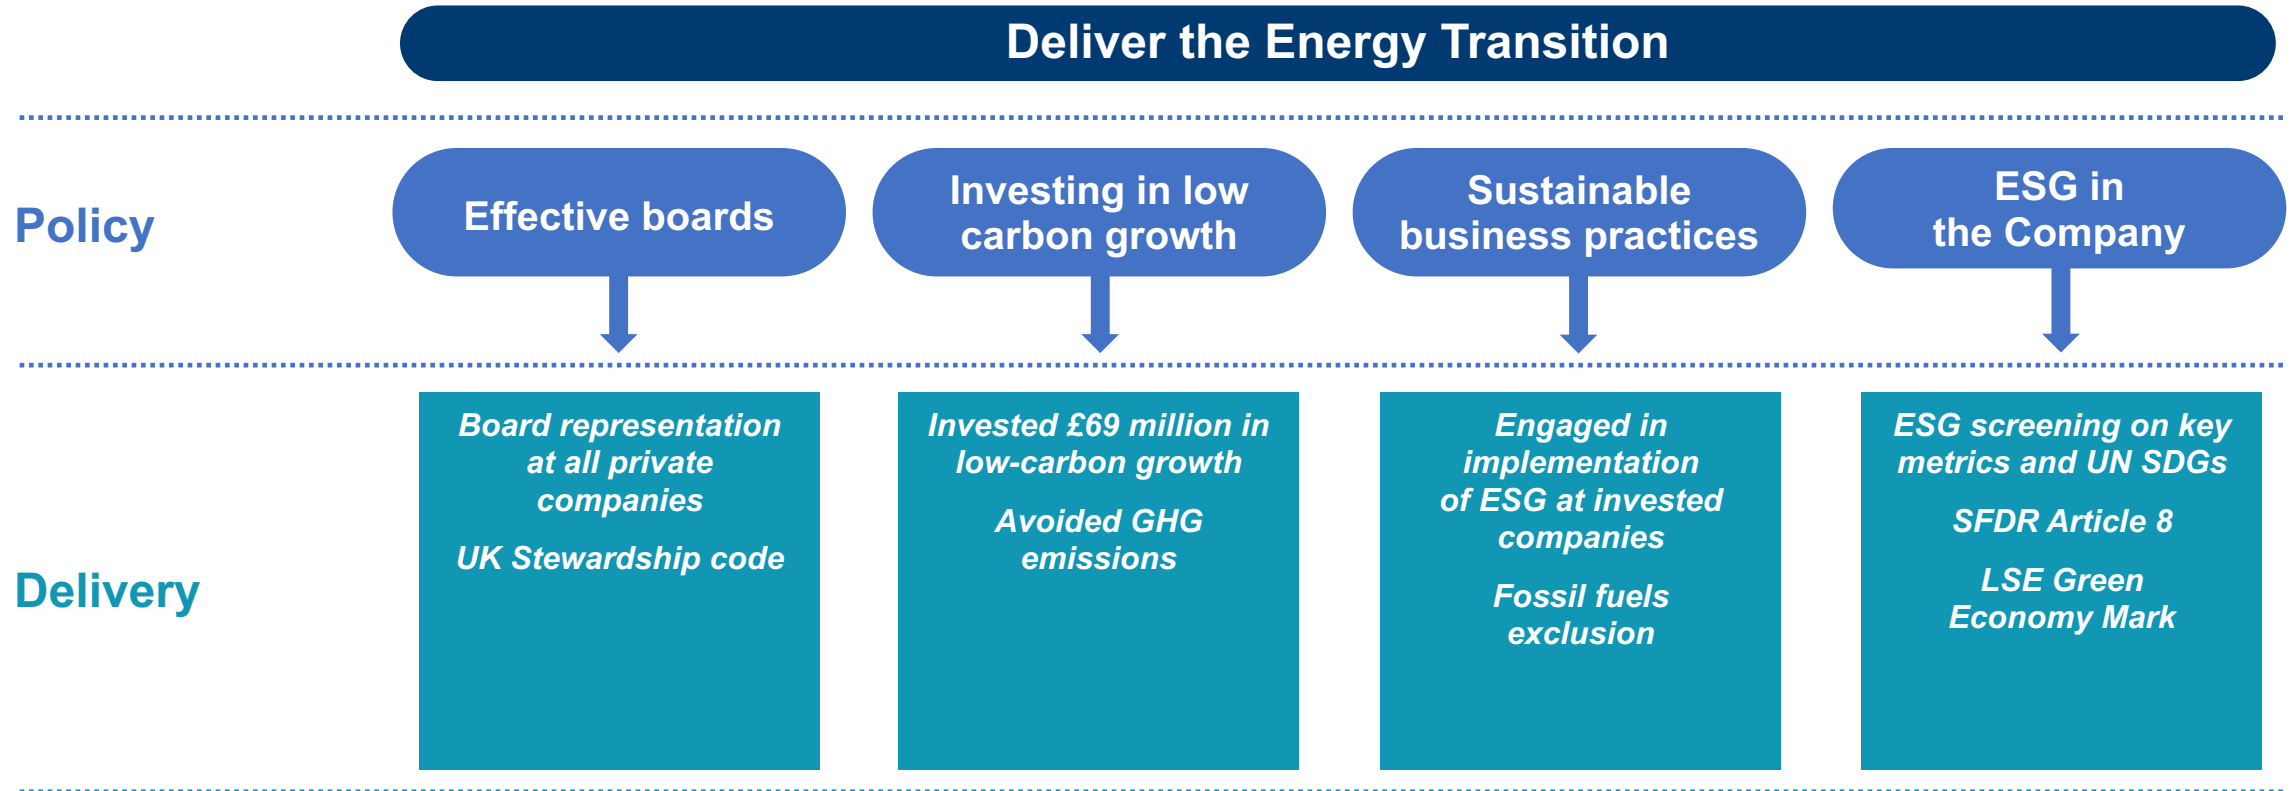 Deliver the Energy Transition
Policy
Effective boards
Investing in low
carbon growth
Sustainable
business practices
ESG in
the Company
Delivery
Board representation
at all private
companies
UK Stewardship code
Invested £69 million in
low-carbon growth
Avoided GHG
emissions
Engaged in
implementation
of ESG at invested
companies
Fossil fuels
exclusion
ESG screening on key
metrics and UN SDGs
SFDR Article 8
LSE Green
Economy Mark